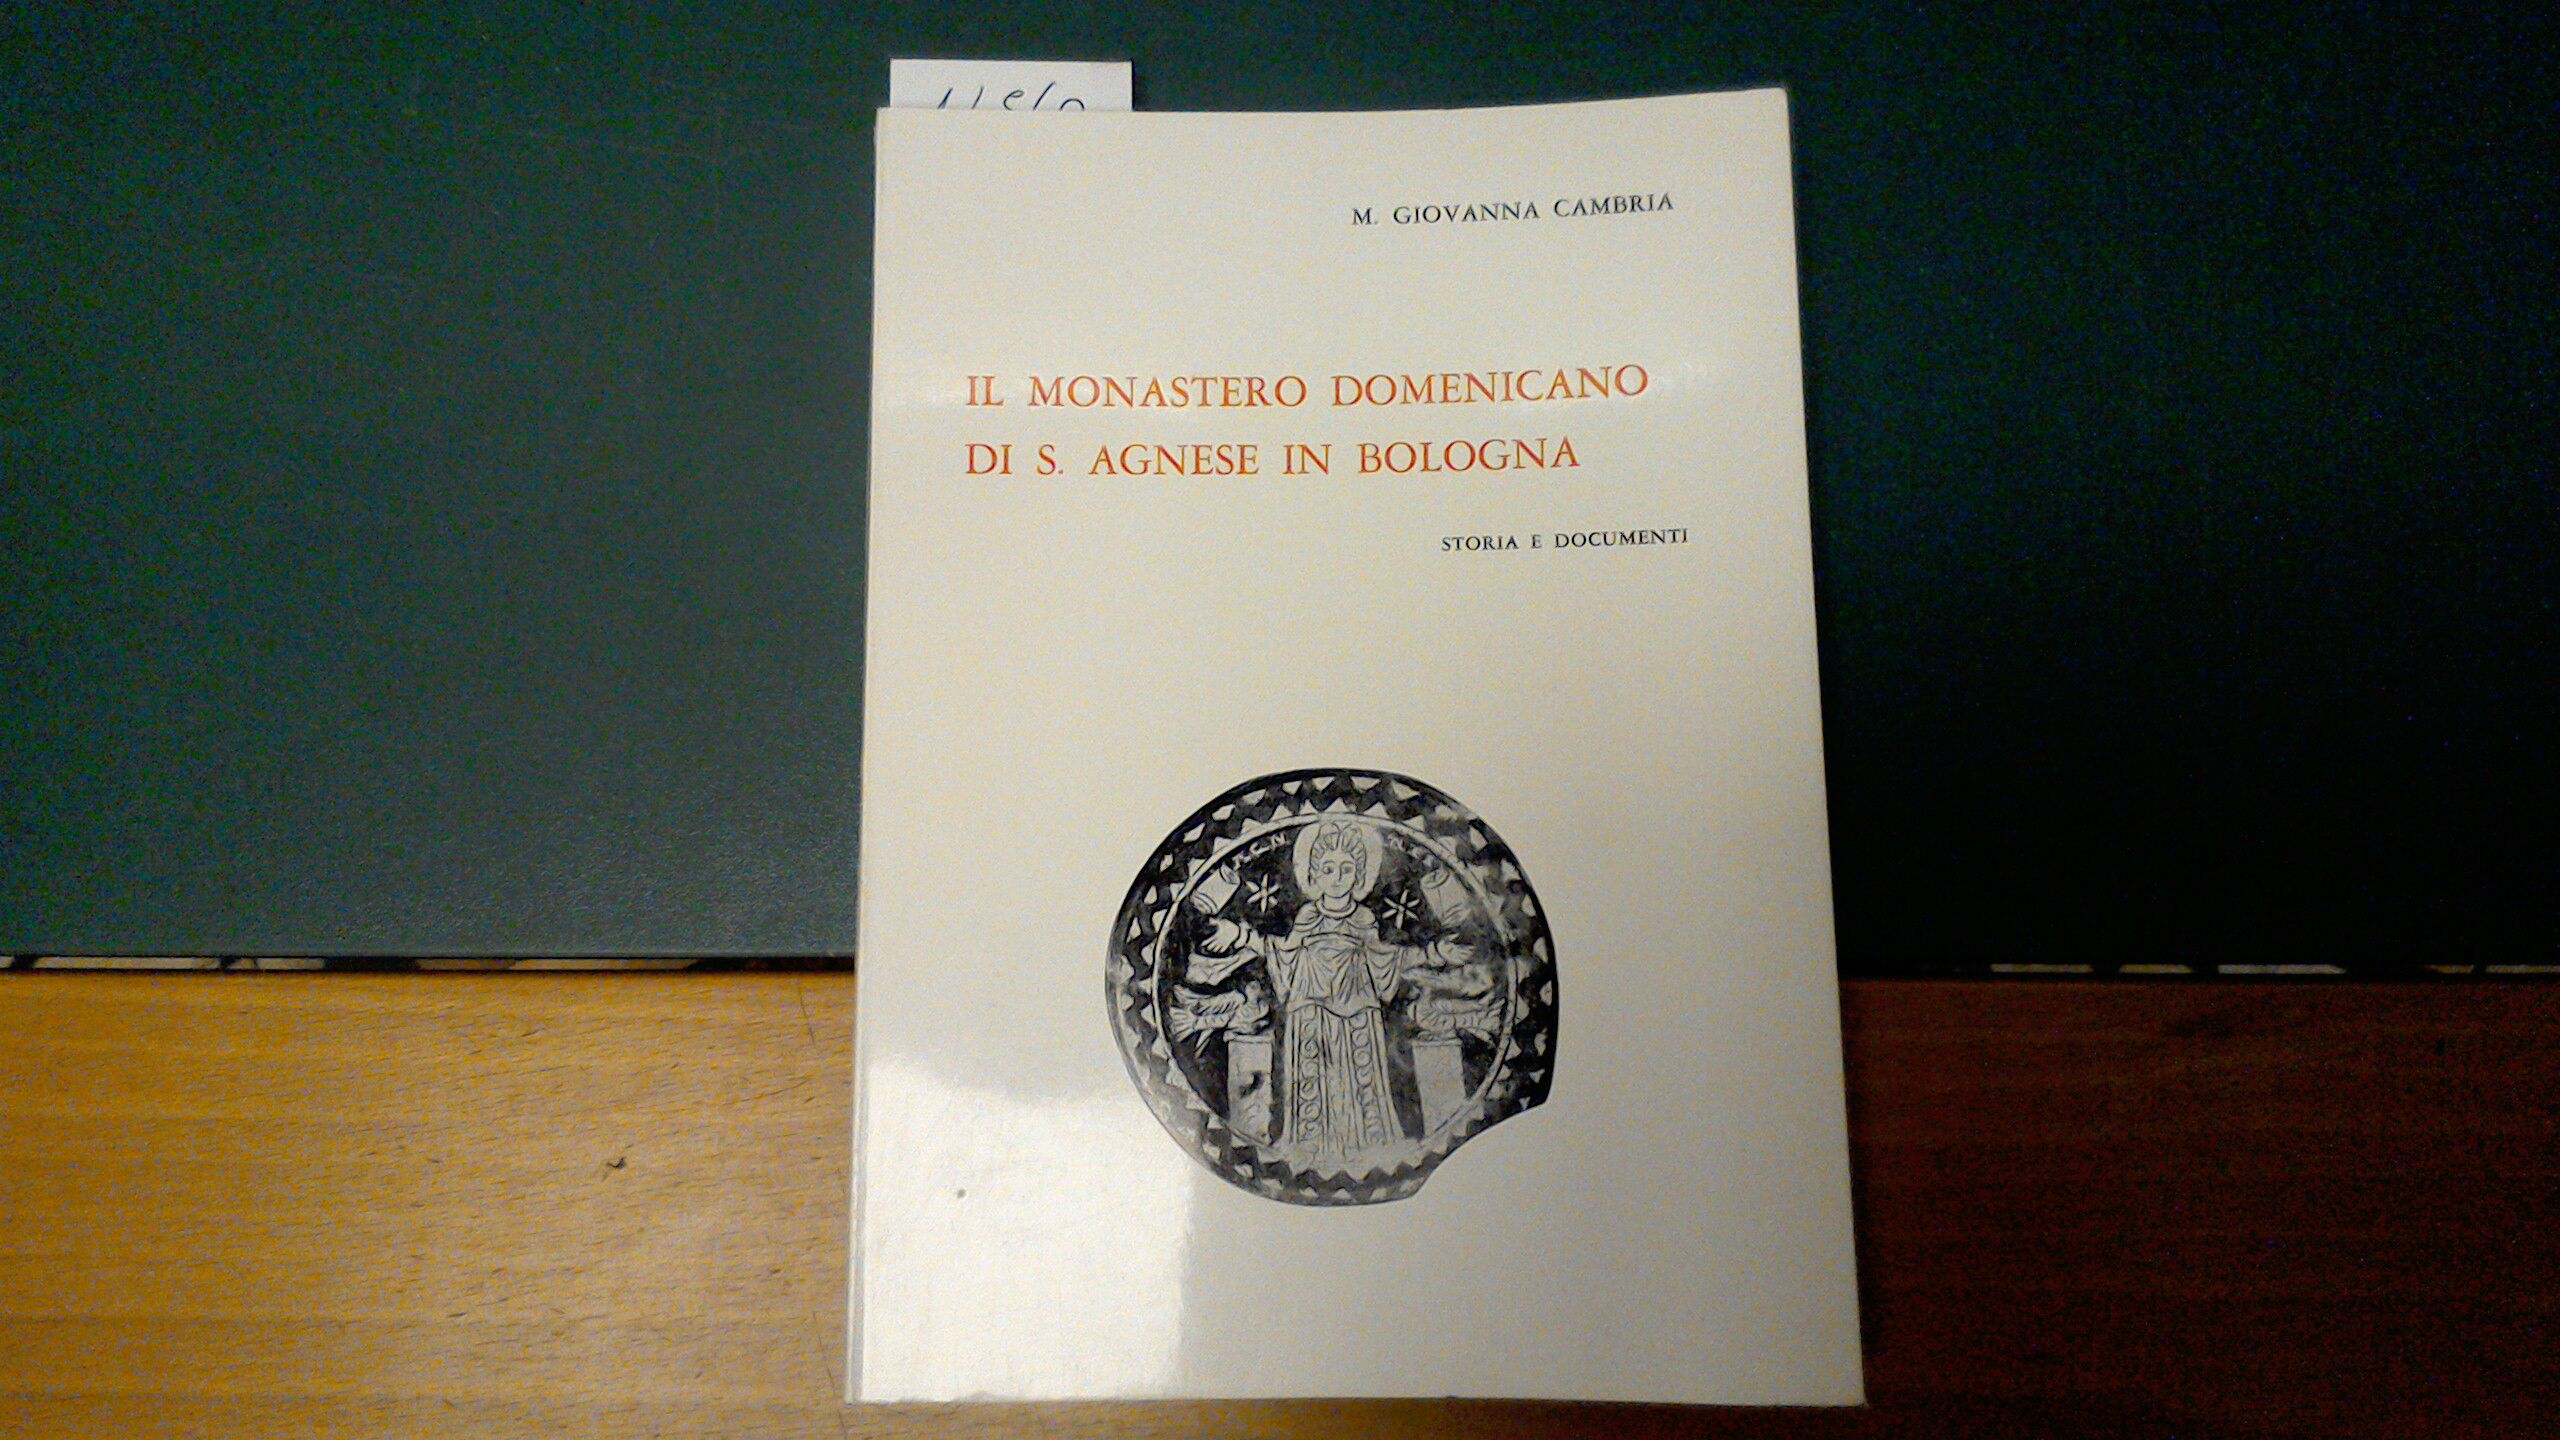 M. GIOVANNA CAMBRIA
IL MONASTERO DOMENICANO
DI S. AGNESE IN BOLOGNA
STORIA E DOCUMENTI